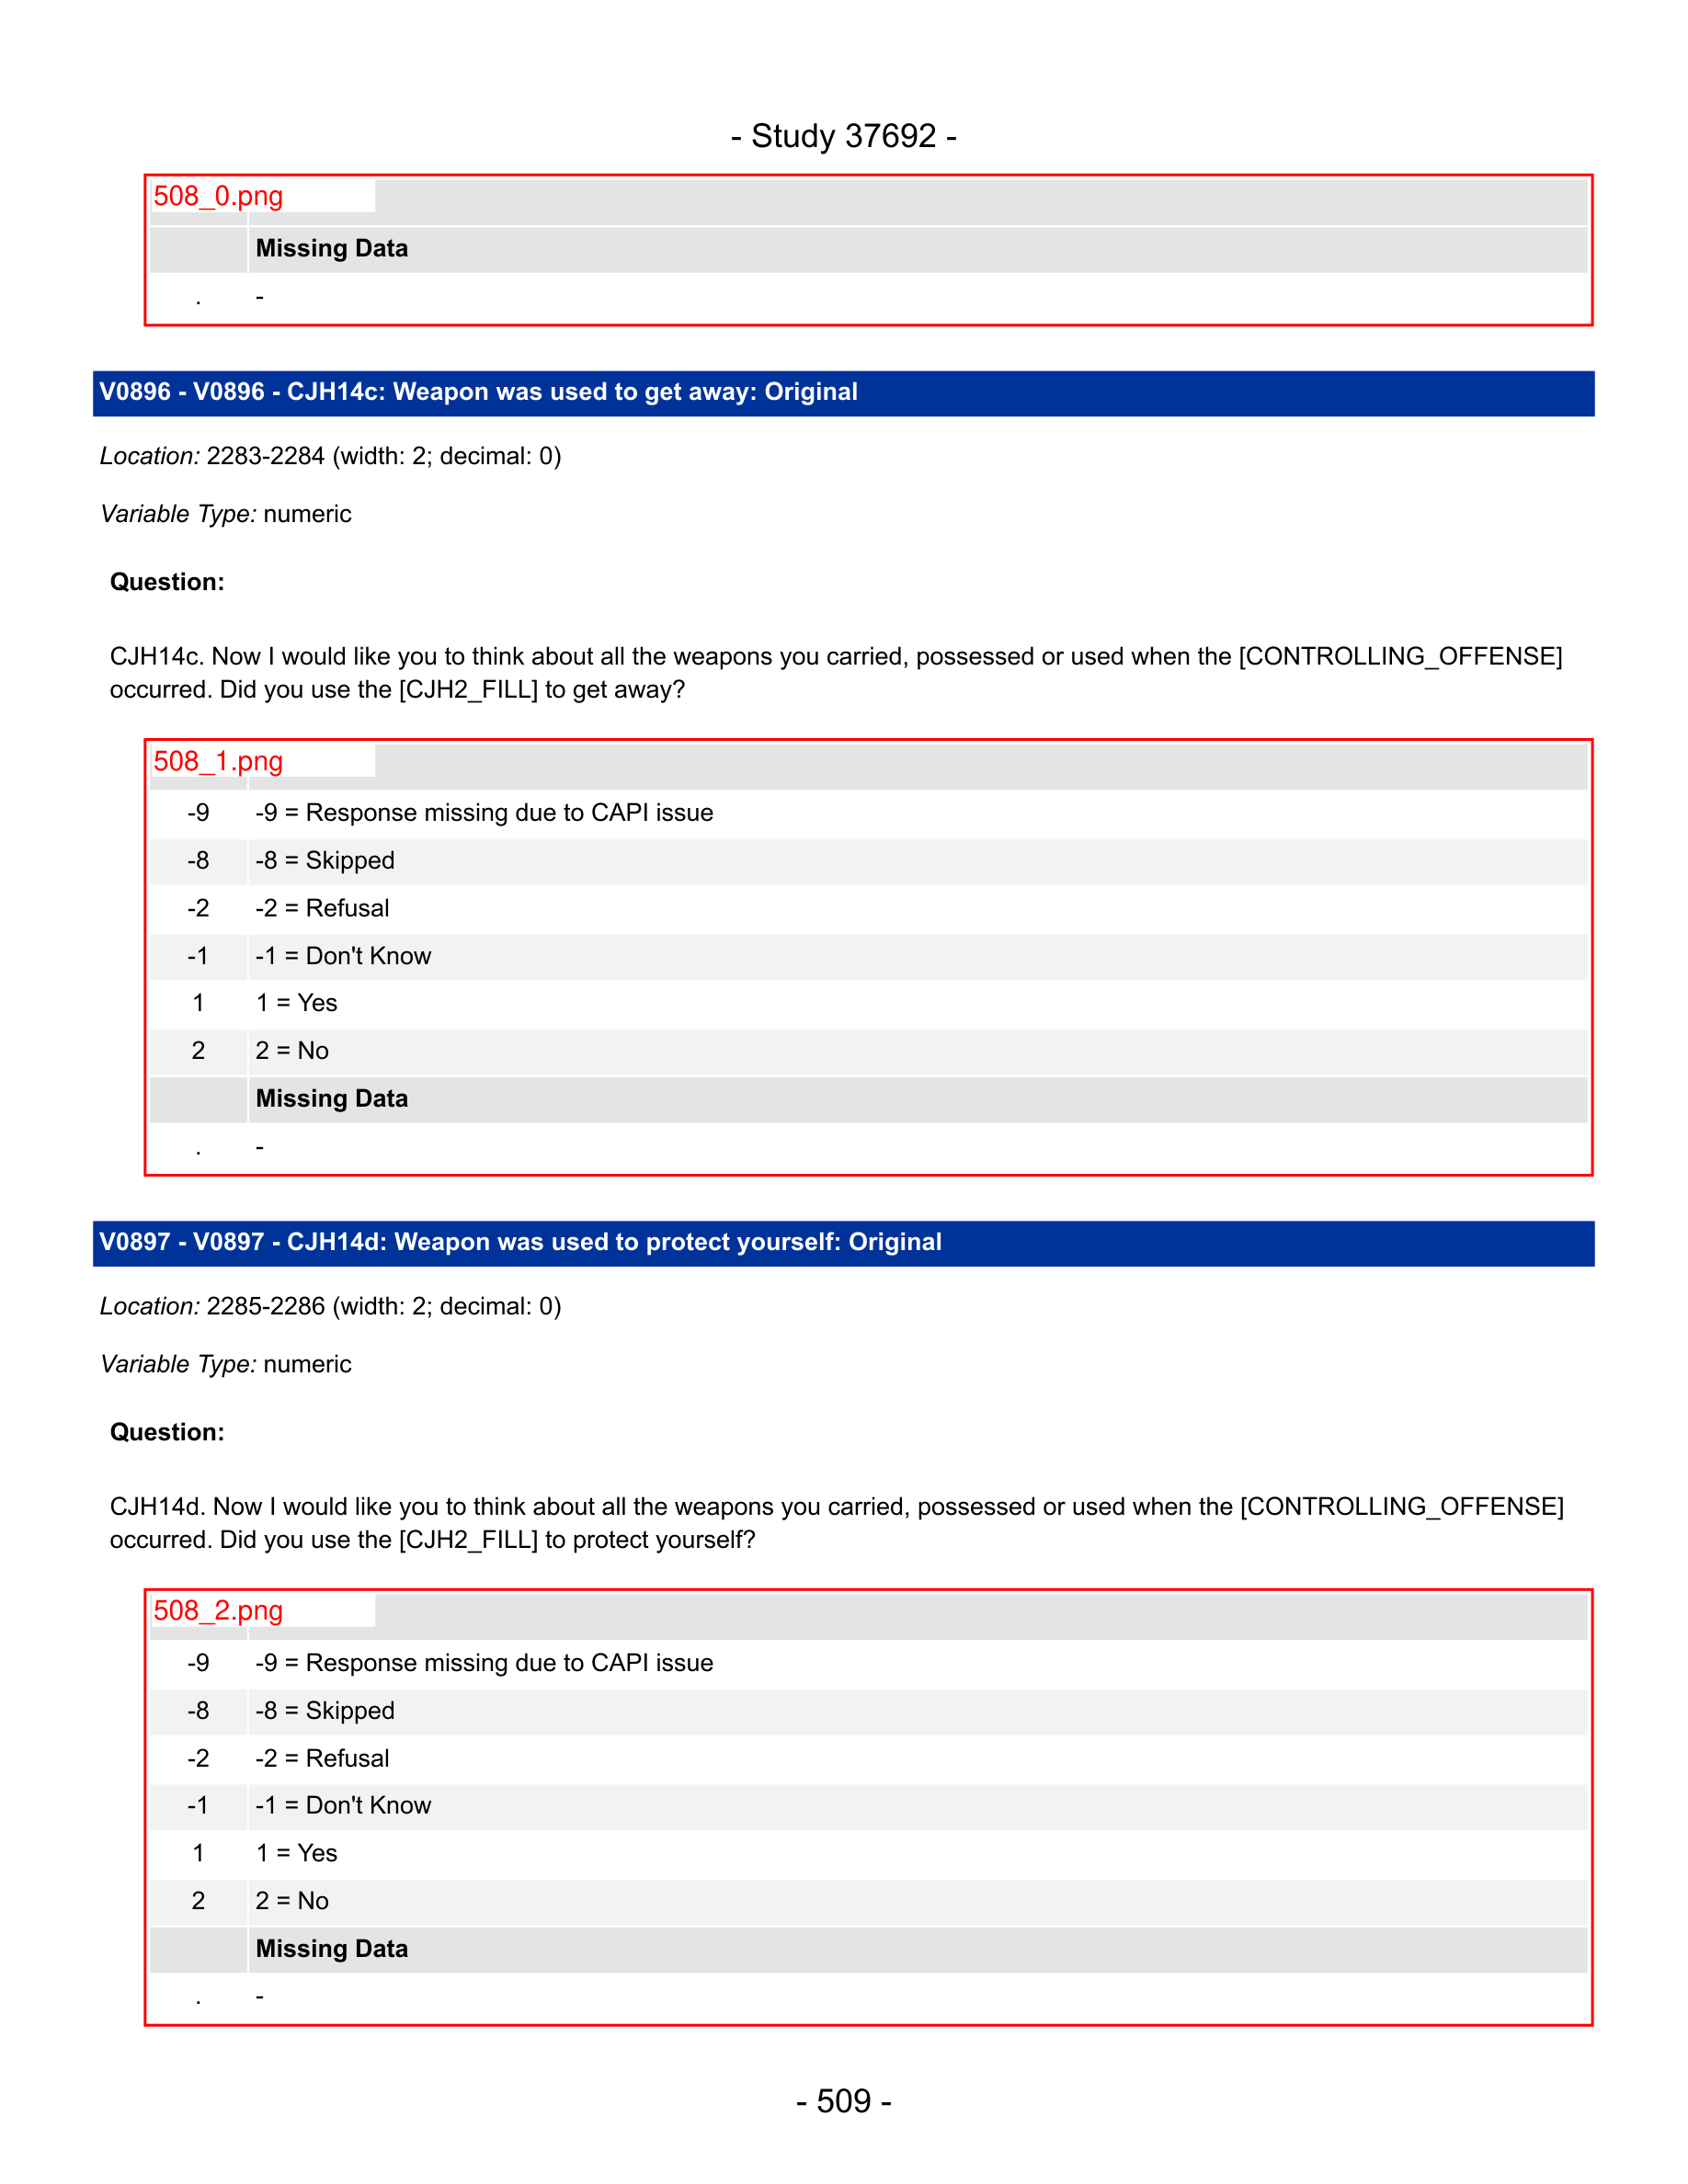 - Study 37692 -
508_0.png
Missing Data
. -
V0896 - V0896 - CJH14c: Weapon was used to get away: Original
Location: 2283-2284 (width: 2; decimal: 0)
Variable Type: numeric
Question:
CJH14c. Now I would like you to think about all the weapons you carried, possessed or used when the [CONTROLLING_OFFENSE]
occurred. Did you use the [CJH2_FILL] to get away?
508_1.png
-9 -9 = Response missing due to CAPI issue
-8 -8 = Skipped
-2 -2 = Refusal
-1 -1 = Don't Know
1 1 = Yes
2 2 = No
Missing Data
. -
V0897 - V0897 - CJH14d: Weapon was used to protect yourself: Original
Location: 2285-2286 (width: 2; decimal: 0)
Variable Type: numeric
Question:
CJH14d. Now I would like you to think about all the weapons you carried, possessed or used when the [CONTROLLING_OFFENSE]
occurred. Did you use the [CJH2_FILL] to protect yourself?
508_2.png
-9 -9 = Response missing due to CAPI issue
-8 -8 = Skipped
-2 -2 = Refusal
-1 -1 = Don't Know
1 1 = Yes
2 2 = No
Missing Data
. -
- 509 -